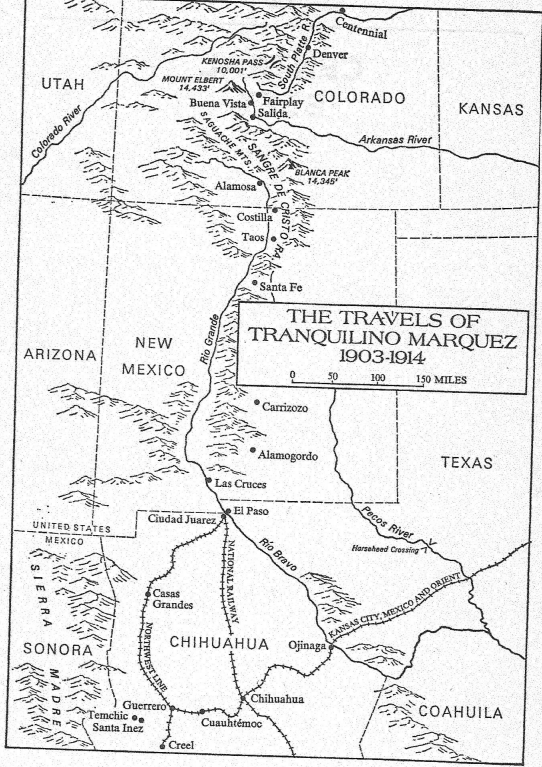 Centennial
South Platte R.
Denver
KENOSHA PASS
10,001'
MOUNT ELBERT
14,433'
UTAH
Fairplay
COLORADO
KANSAS
Buena Vista
Salida
Colorado River
SAGUACHE MTS.
SANGRE DE CRISTO RA
Arkansas River
BLANCA PEAK
14,345'
Alamosa
Costilla
Taos
Santa Fe
THE TRAVELS OF
TRANQUILINO MARQUEZ
1903-1914
0 50 100 150 MILES
Rio Grande
ARIZONA
NEW
MEXICO
Carrizozo
Alamogordo
TEXAS
Las Cruces
Pecos River
El Paso
Ciudad Juarez
UNITED STATES
MEXICO
Río Bravo
Horsehead Crossing
NATIONAL RAILWAY
KANSAS CITY, MEXICO AND ORIENT
SIERRA
MADRE
Casas
Grandes
NORTHWEST LINE
SONORA
CHIHUAHUA
Ojinaga
Guerrero
Chihuahua
Cuauhtémoc
COAHUILA
Temchic
Santa Inez
Creel